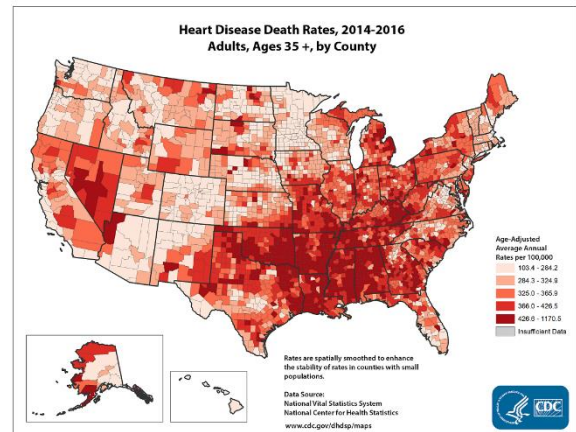 Heart Disease Death Rates, 2014-2016
Adults, Ages 35 +, by County
Age-Adjusted
Average Annual
Rates per 100,000
103.4 - 284.2
284.3 - 324.9
325.0 - 365.9
366.0 - 426.5
426.6 - 1170.5
Insufficient Data
Rates are spatially smoothed to enhance
the stability of rates in counties with small
populations.
Data Source:
National Vital Statistics System
National Center for Health Statistics
www.cdc.gov/dhdsp/maps
CDC